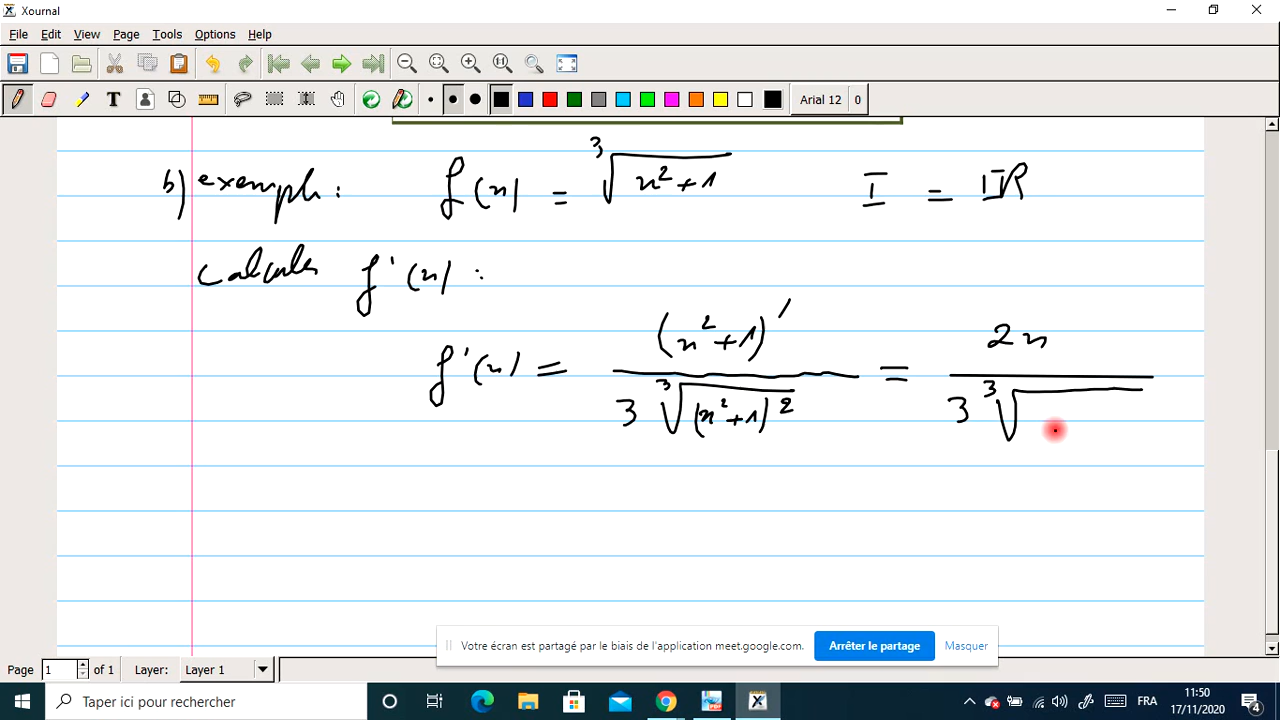 Xournal
File Edit View Page Tools Options Help
Arial 12 0
b) exemple: f(x) = ∛(x²+1) I = IR
calculer f'(x) :
f'(x) = (x²+1)' / 3 ∛(x²+1)² = 2x / 3 ∛
Votre écran est partagé par le biais de l'application meet.google.com. Arrêter le partage Masquer
Page 1 of 1 Layer: Layer 1
Taper ici pour rechercher
FRA
11:50
17/11/2020
4